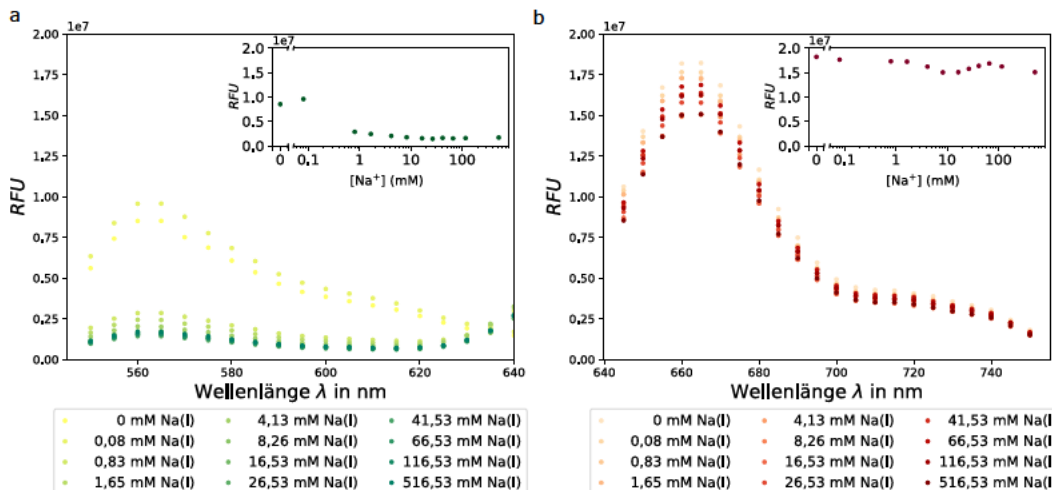 a
1e7
2.00
1.75
1.50
1.25
1.00
0.75
0.50
0.25
0.00
RFU
560
580
600
620
640
Wellenlänge λ in nm
1e7
2.0
1.5
1.0
0.5
0.0
RFU
0
0.1
1
10
100
[Na⁺] (mM)
0 mM Na(I)
0,08 mM Na(I)
0,83 mM Na(I)
1,65 mM Na(I)
4,13 mM Na(I)
8,26 mM Na(I)
16,53 mM Na(I)
26,53 mM Na(I)
41,53 mM Na(I)
66,53 mM Na(I)
116,53 mM Na(I)
516,53 mM Na(I)
b
1e7
2.00
1.75
1.50
1.25
1.00
0.75
0.50
0.25
0.00
RFU
640
660
680
700
720
740
Wellenlänge λ in nm
1e7
2.0
1.5
1.0
0.5
0.0
RFU
0
0.1
1
10
100
[Na⁺] (mM)
0 mM Na(I)
0,08 mM Na(I)
0,83 mM Na(I)
1,65 mM Na(I)
4,13 mM Na(I)
8,26 mM Na(I)
16,53 mM Na(I)
26,53 mM Na(I)
41,53 mM Na(I)
66,53 mM Na(I)
116,53 mM Na(I)
516,53 mM Na(I)